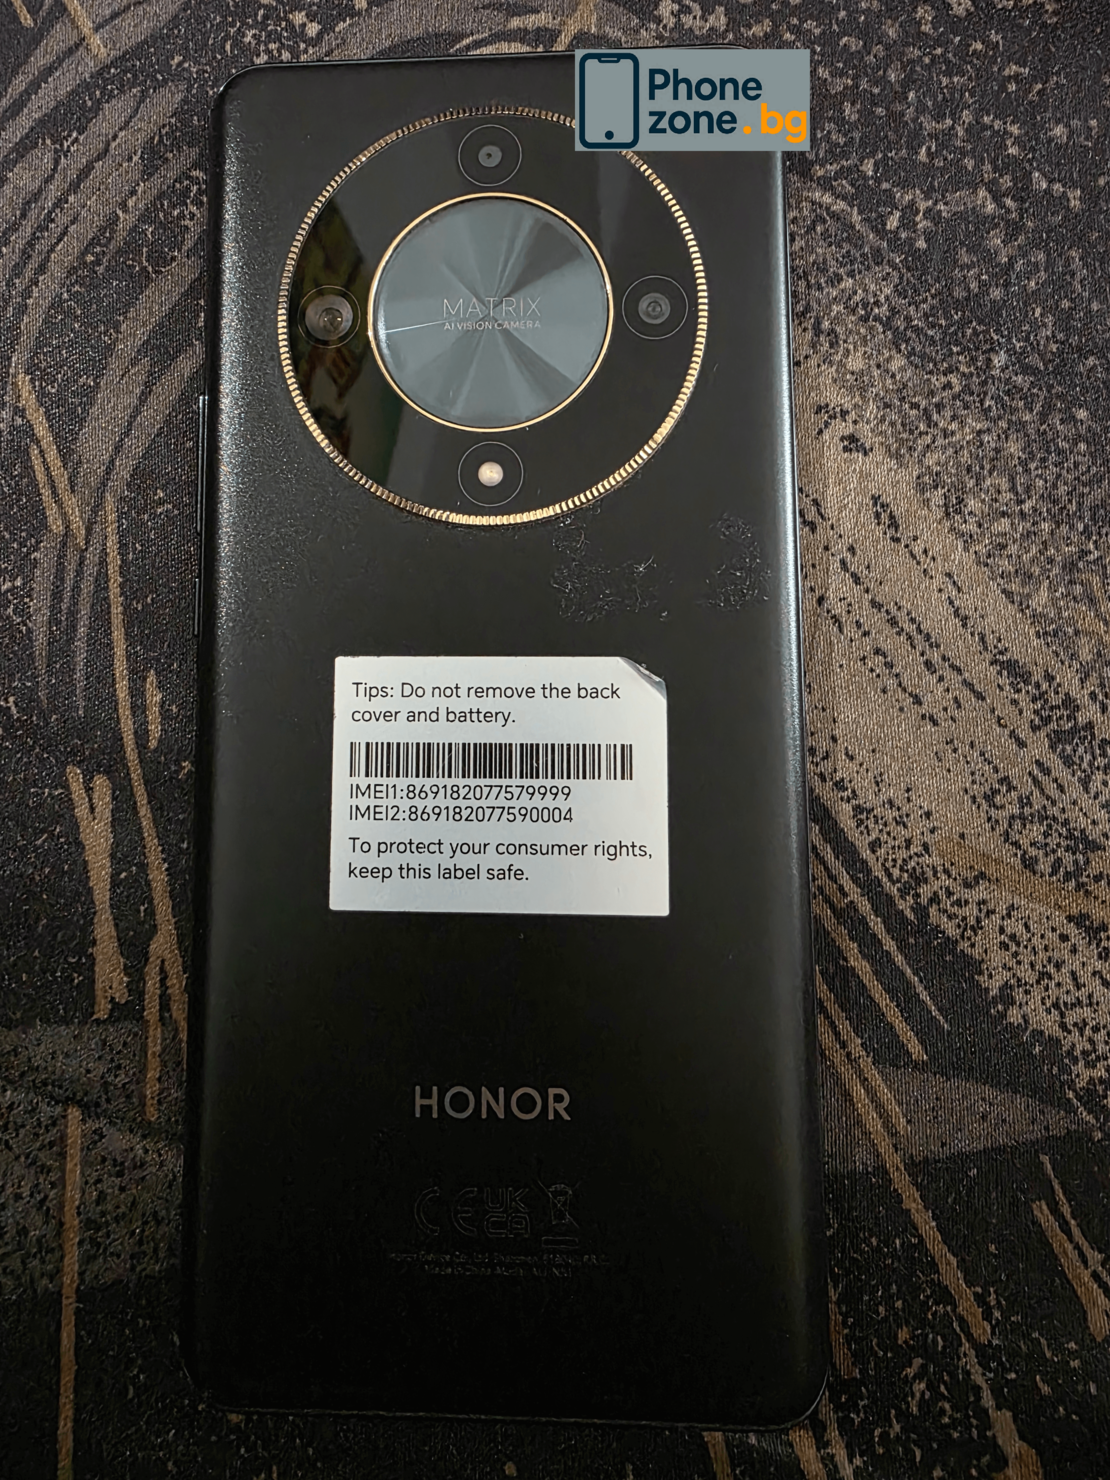 Phone
zone.bg
MATRIX
AI VISION CAMERA
Tips: Do not remove the back
cover and battery.
IMEI1:869182077579999
IMEI2:869182077590004
To protect your consumer rights,
keep this label safe.
HONOR
CE UK
CA